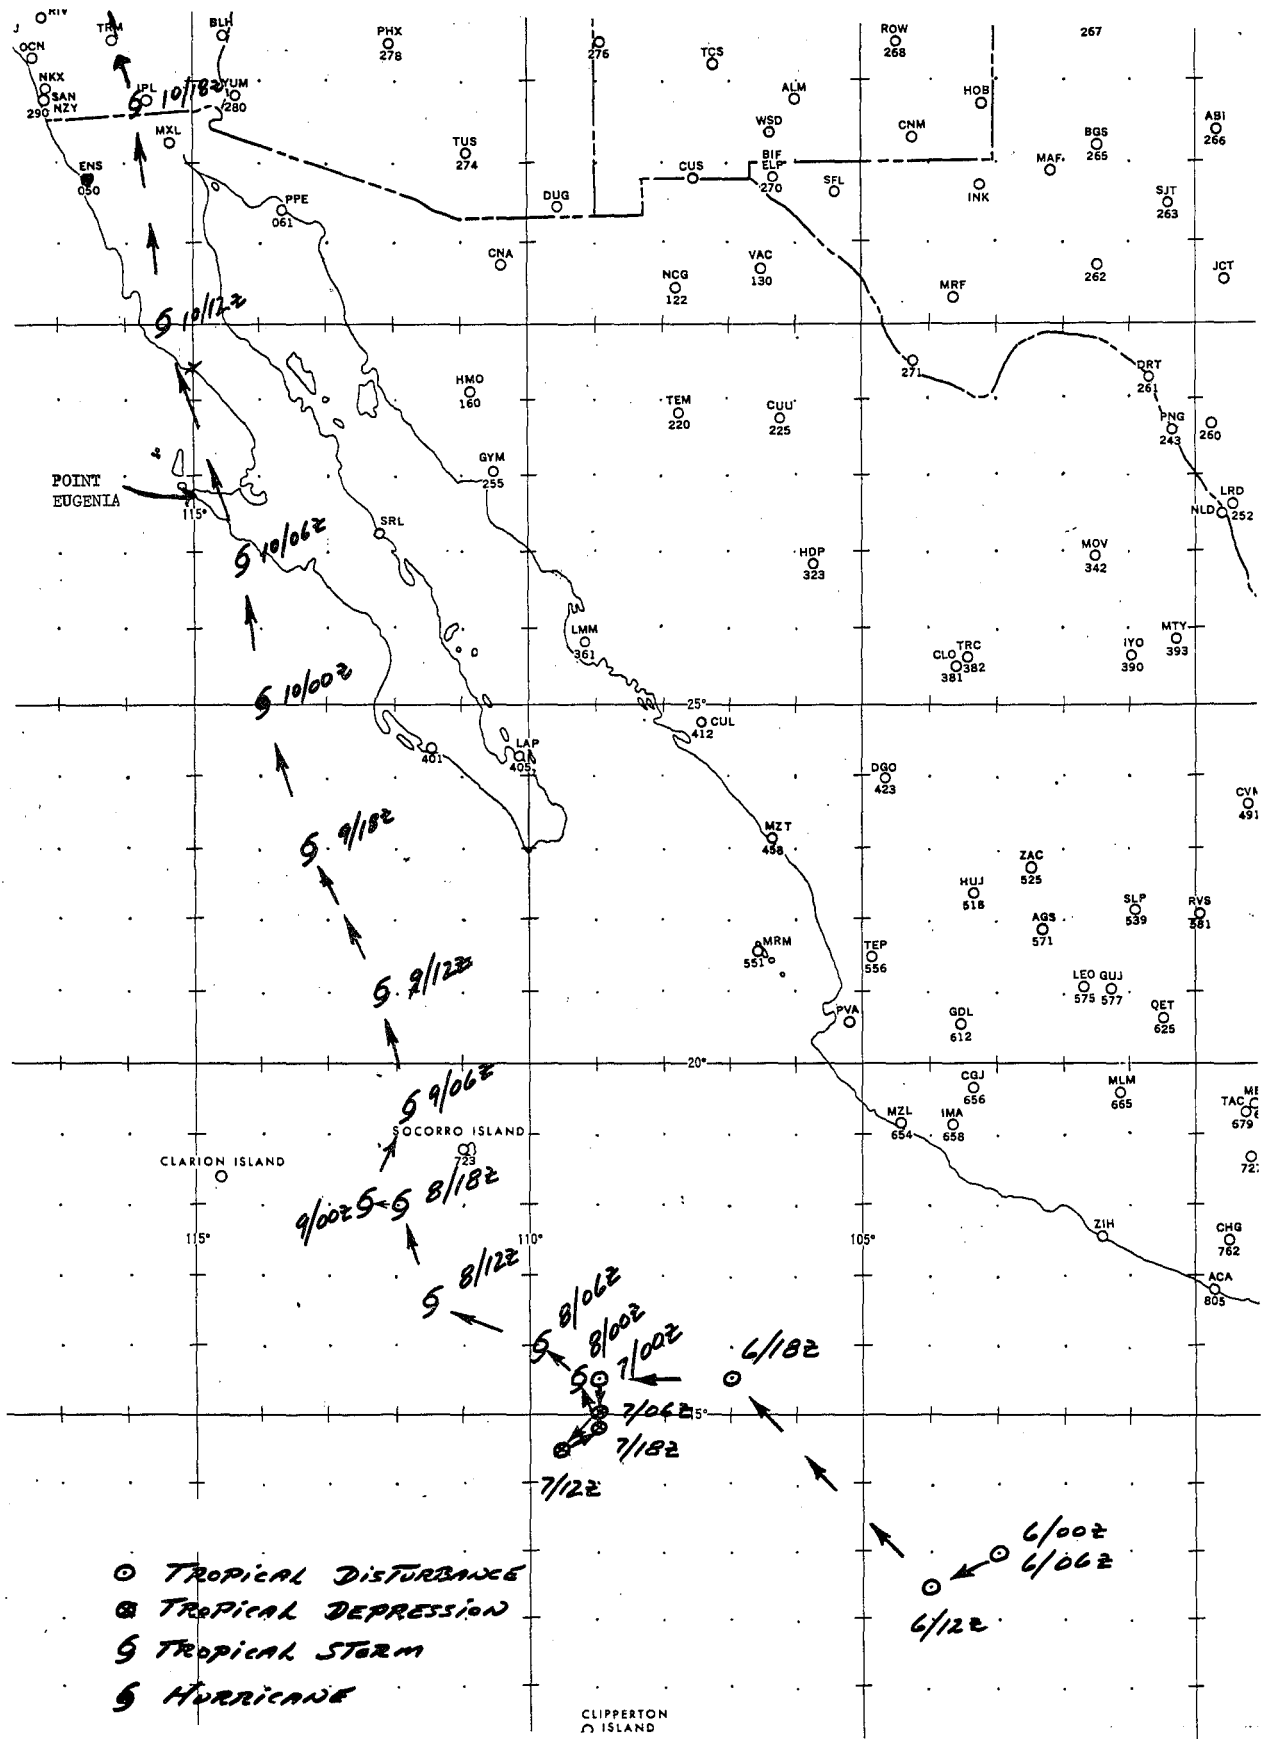 RIV
J
TRM
BLH
PHX
278
276
TCS
ROW
268
267
OCN
NKX
SAN
NZY
290
IPL
10/18Z
YUM
280
ALM
HOB
MXL
WSD
CNM
BGS
265
ABI
266
TUS
274
ENS
050
CUS
BIF
ELP
270
SFL
MAF
INK
SJT
263
PPE
061
DUG
CNA
VAC
130
NCG
122
MRF
262
JCT
10/12Z
271
DRT
261
HMO
160
TEM
220
CUU
225
PNG
243
260
GYM
255
POINT
EUGENIA
115°
LRD
NLD
252
SRL
10/06Z
HDP
323
MOV
342
LMM
361
MTY
393
IYO
390
TRC
CLO
382
381
10/00Z
25°
CUL
412
401
LAP
405
DGO
423
CVM
491
9/18Z
MZT
458
ZAC
525
HUJ
518
SLP
539
RVS
581
AGS
571
MRM
551
TEP
556
9/12Z
LEO
575
GUJ
577
PVA
GDL
612
QET
625
20°
9/06Z
CGJ
656
MLM
665
TAC
679
MZL
654
IMA
658
SOCORRO ISLAND
723
CLARION ISLAND
8/18Z
9/00Z
115°
110°
105°
ZIH
CHG
762
8/12Z
ACA
805
8/06Z
8/00Z
7/00Z
6/18Z
7/06Z
15°
7/18Z
7/12Z
6/00Z
6/06Z
6/12Z
TROPICAL DISTURBANCE
TROPICAL DEPRESSION
TROPICAL STORM
HURRICANE
CLIPPERTON
ISLAND